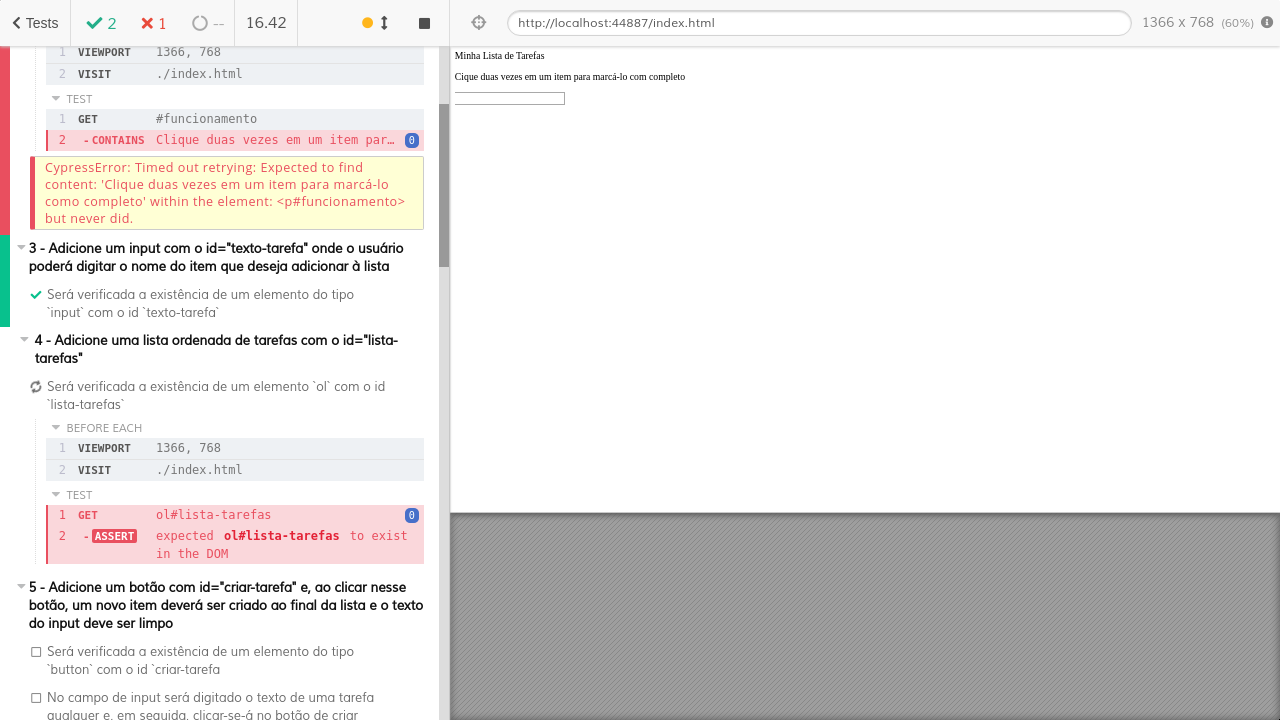 Tests 2 1 -- 16.42
http://localhost:44887/index.html 1366 x 768 (60%)
1 VIEWPORT 1366, 768
2 VISIT ./index.html
TEST
1 GET #funcionamento
2 -CONTAINS Clique duas vezes em um item par… 0
CypressError: Timed out retrying: Expected to find
content: 'Clique duas vezes em um item para marcá-lo
como completo' within the element: <p#funcionamento>
but never did.
3 - Adicione um input com o id="texto-tarefa" onde o usuário
poderá digitar o nome do item que deseja adicionar à lista
Será verificada a existência de um elemento do tipo
`input` com o id `texto-tarefa`
4 - Adicione uma lista ordenada de tarefas com o id="lista-
tarefas"
Será verificada a existência de um elemento `ol` com o id
`lista-tarefas`
BEFORE EACH
1 VIEWPORT 1366, 768
2 VISIT ./index.html
TEST
1 GET ol#lista-tarefas 0
2 -ASSERT expected ol#lista-tarefas to exist
in the DOM
5 - Adicione um botão com id="criar-tarefa" e, ao clicar nesse
botão, um novo item deverá ser criado ao final da lista e o texto
do input deve ser limpo
Será verificada a existência de um elemento do tipo
`button` com o id `criar-tarefa
No campo de input será digitado o texto de uma tarefa
qualquer e, em seguida, clicar-se-á no botão de criar
Minha Lista de Tarefas
Cique duas vezes em um item para marcá-lo com completo